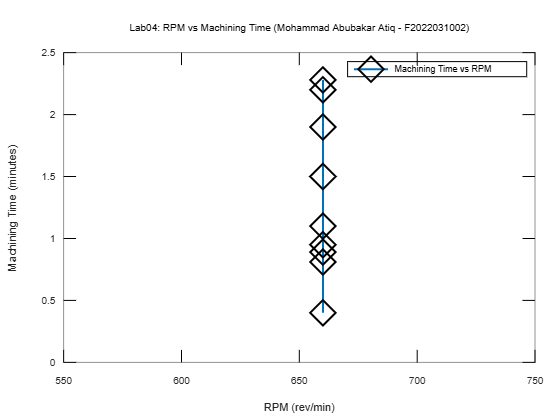 Lab04: RPM vs Machining Time (Mohammad Abubakar Atiq - F2022031002)
2.5
Machining Time vs RPM
2
1.5
Machining Time (minutes)
1
0.5
0
550
600
650
700
750
RPM (rev/min)